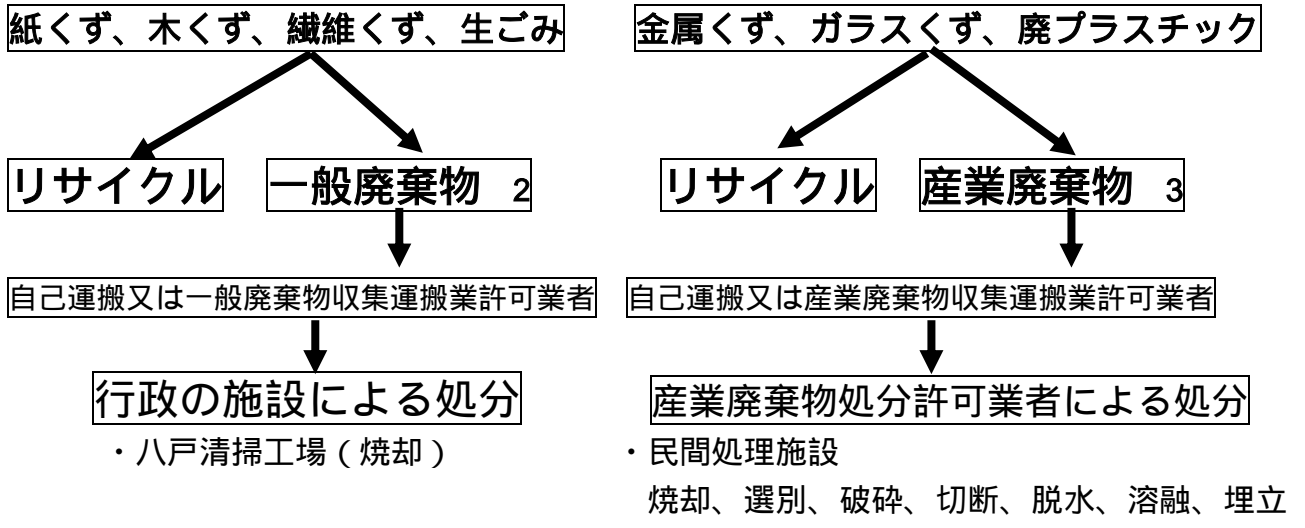 紙くず、木くず、繊維くず、生ごみ
金属くず、ガラスくず、廃プラスチック
リサイクル
一般廃棄物 2
リサイクル
産業廃棄物 3
自己運搬又は一般廃棄物収集運搬業許可業者
自己運搬又は産業廃棄物収集運搬業許可業者
行政の施設による処分
産業廃棄物処分許可業者による処分
・八戸清掃工場(焼却)
・民間処理施設
焼却、選別、破砕、切断、脱水、溶融、埋立